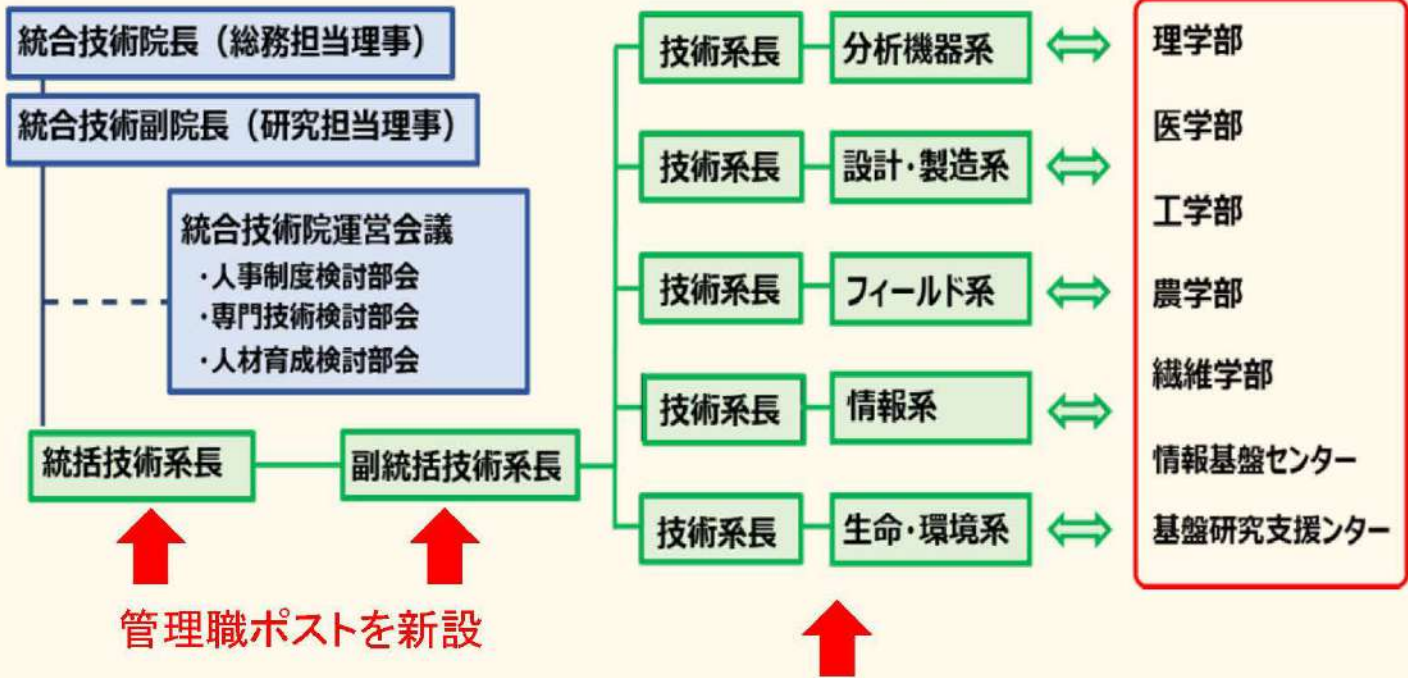 統合技術院長（総務担当理事）
統合技術副院長（研究担当理事）
統合技術院運営会議
・人事制度検討部会
・専門技術検討部会
・人材育成検討部会
統括技術系長
副統括技術系長
管理職ポストを新設
技術系長
分析機器系
技術系長
設計・製造系
技術系長
フィールド系
技術系長
情報系
技術系長
生命・環境系
理学部
医学部
工学部
農学部
繊維学部
情報基盤センター
基盤研究支援ンター